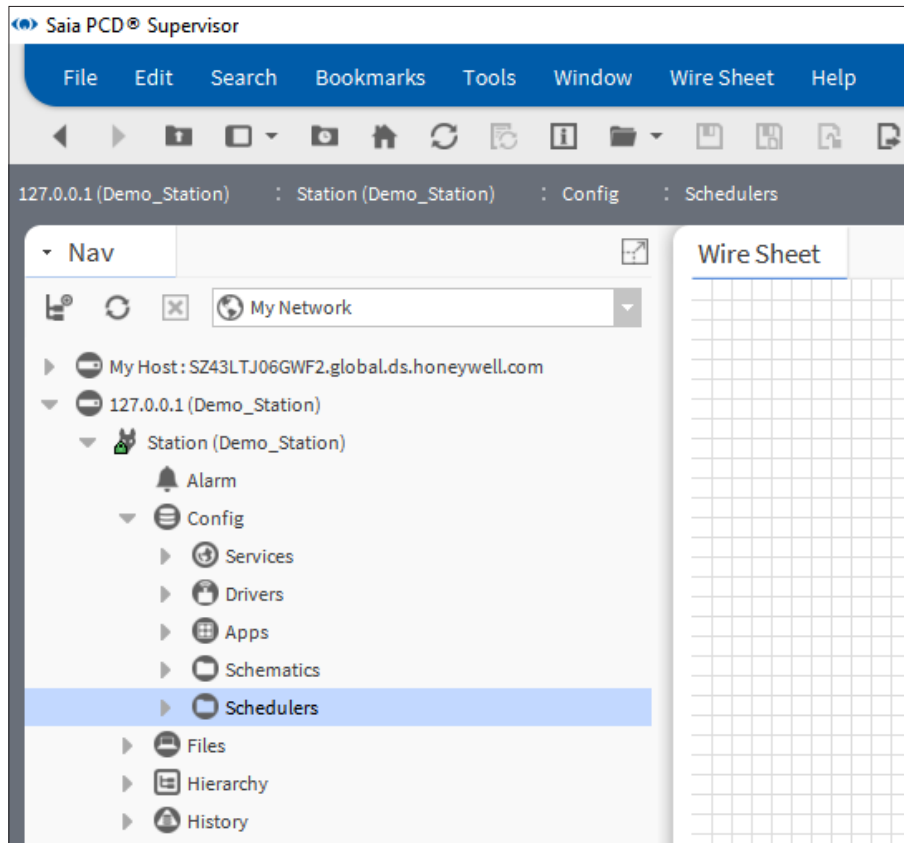 Saia PCD® Supervisor
File Edit Search Bookmarks Tools Window Wire Sheet Help
127.0.0.1 (Demo_Station) : Station (Demo_Station) : Config : Schedulers
Nav
Wire Sheet
My Network
My Host : SZ43LTJ06GWF2.global.ds.honeywell.com
127.0.0.1 (Demo_Station)
Station (Demo_Station)
Alarm
Config
Services
Drivers
Apps
Schematics
Schedulers
Files
Hierarchy
History